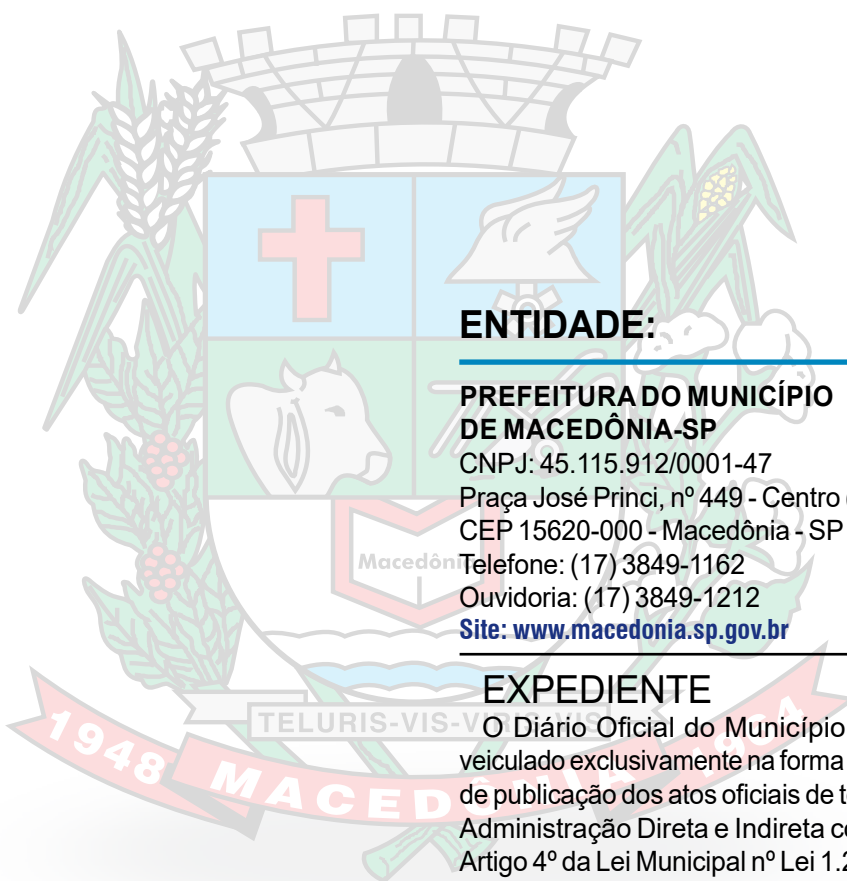 ENTIDADE:
PREFEITURA DO MUNICÍPIO
DE MACEDÔNIA-SP
CNPJ: 45.115.912/0001-47
Praça José Princi, nº 449 - Centro
CEP 15620-000 - Macedônia - SP
Telefone: (17) 3849-1162
Ouvidoria: (17) 3849-1212
Site: www.macedonia.sp.gov.br
EXPEDIENTE
O Diário Oficial do Município
veiculado exclusivamente na forma
de publicação dos atos oficiais de
Administração Direta e Indireta
Artigo 4º da Lei Municipal nº Lei
Macedônia
TELURIS-VIS-
1948 MACEDÔNIA 1964